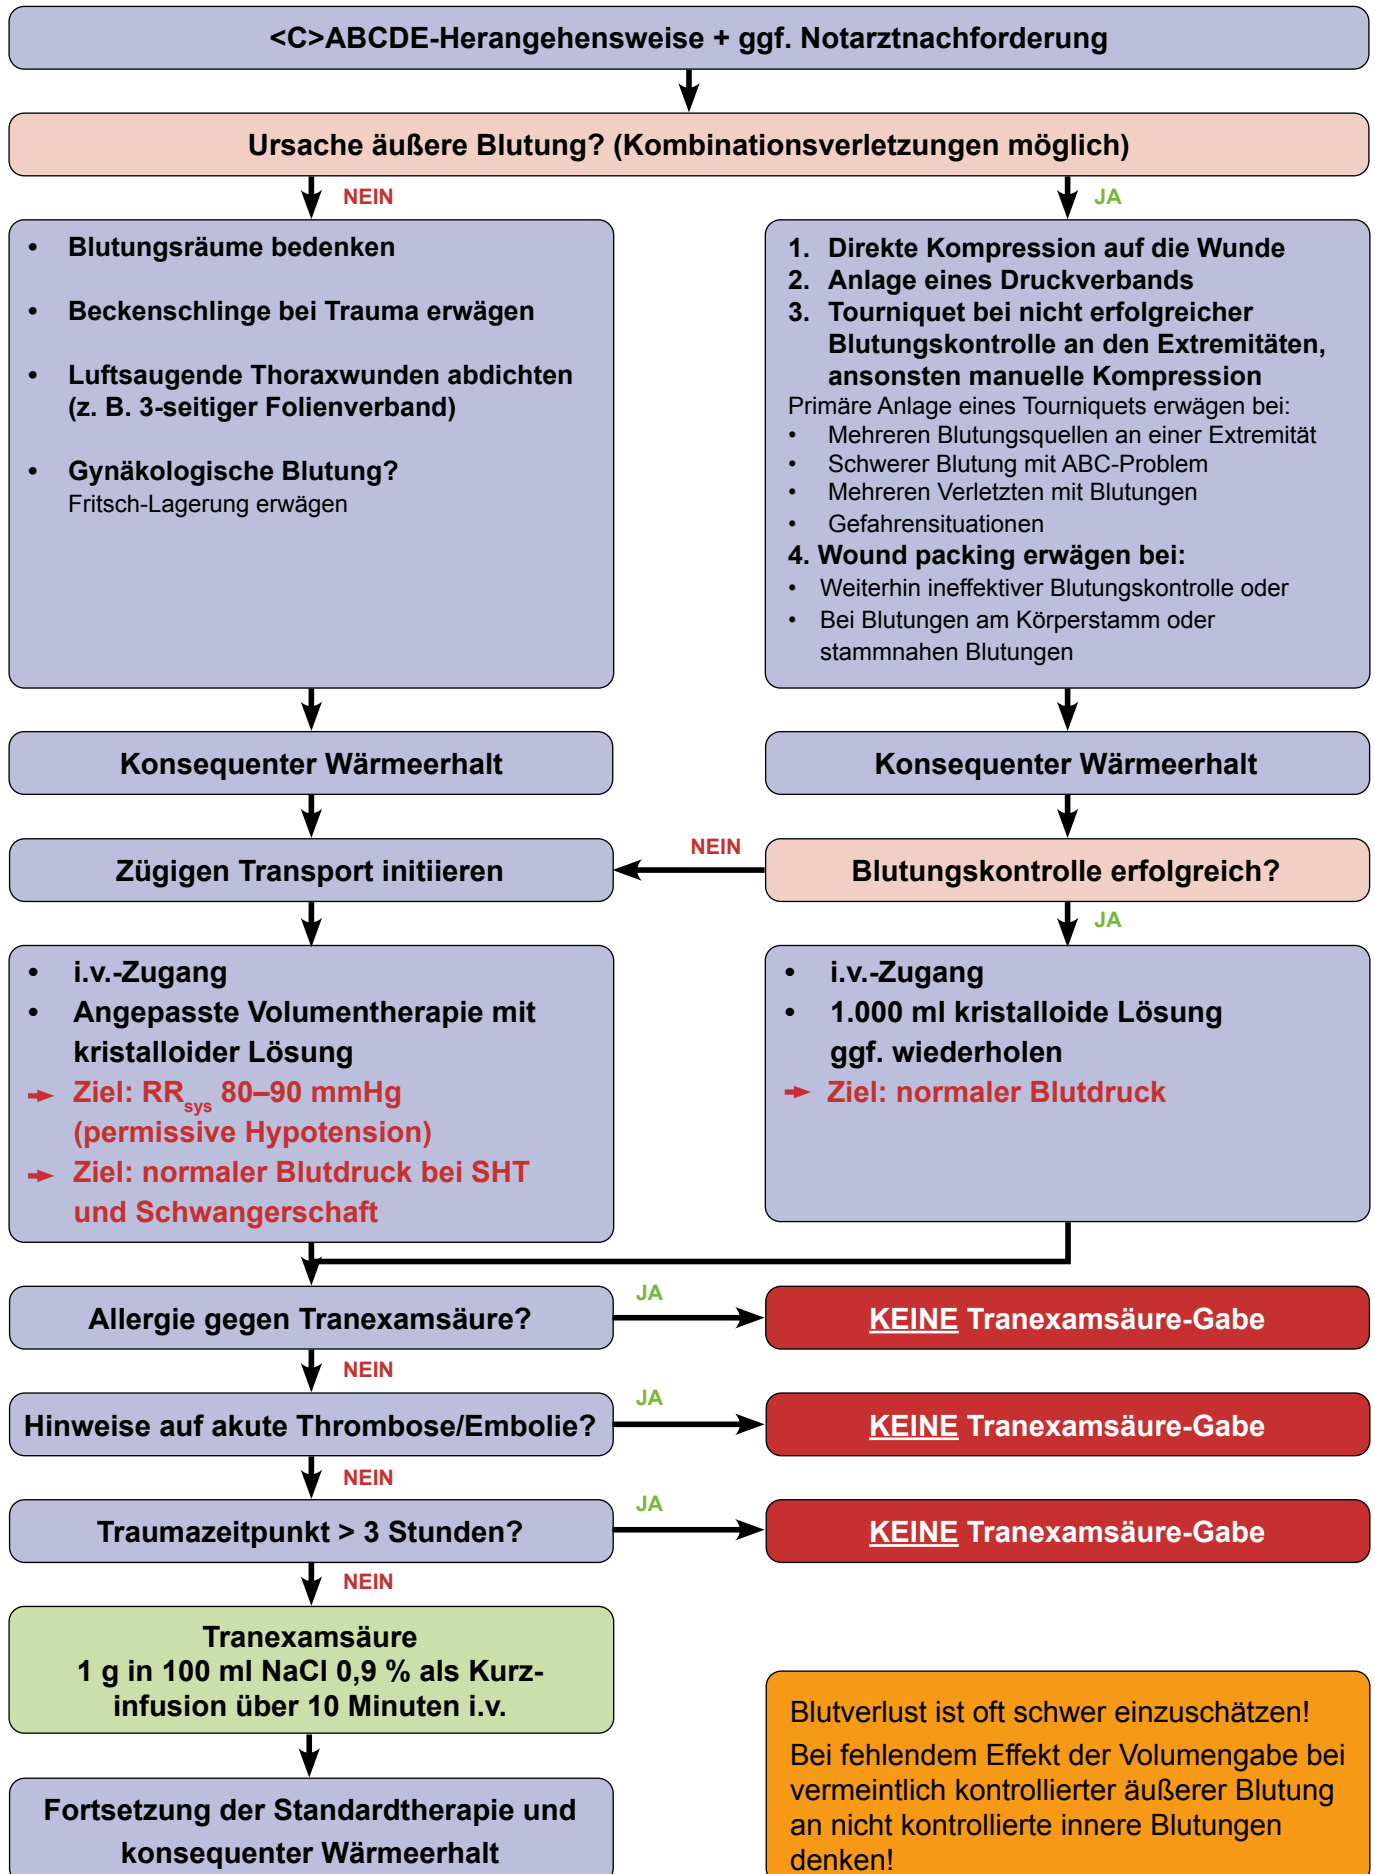 <C>ABCDE-Herangehensweise + ggf. Notarztnachforderung
Ursache äußere Blutung? (Kombinationsverletzungen möglich)
NEIN
JA
• Blutungsräume bedenken
• Beckenschlinge bei Trauma erwägen
• Luftsaugende Thoraxwunden abdichten
(z. B. 3-seitiger Folienverband)
• Gynäkologische Blutung?
Fritsch-Lagerung erwägen
1. Direkte Kompression auf die Wunde
2. Anlage eines Druckverbands
3. Tourniquet bei nicht erfolgreicher
Blutungskontrolle an den Extremitäten,
ansonsten manuelle Kompression
Primäre Anlage eines Tourniquets erwägen bei:
• Mehreren Blutungsquellen an einer Extremität
• Schwerer Blutung mit ABC-Problem
• Mehreren Verletzten mit Blutungen
• Gefahrensituationen
4. Wound packing erwägen bei:
• Weiterhin ineffektiver Blutungskontrolle oder
• Bei Blutungen am Körperstamm oder
stammnahen Blutungen
Konsequenter Wärmeerhalt
Konsequenter Wärmeerhalt
Zügigen Transport initiieren
NEIN
Blutungskontrolle erfolgreich?
JA
• i.v.-Zugang
• Angepasste Volumentherapie mit
kristalloider Lösung
Ziel: RRsys 80–90 mmHg
(permissive Hypotension)
Ziel: normaler Blutdruck bei SHT
und Schwangerschaft
• i.v.-Zugang
• 1.000 ml kristalloide Lösung
ggf. wiederholen
Ziel: normaler Blutdruck
Allergie gegen Tranexamsäure?
JA
KEINE Tranexamsäure-Gabe
NEIN
Hinweise auf akute Thrombose/Embolie?
JA
KEINE Tranexamsäure-Gabe
NEIN
Traumazeitpunkt > 3 Stunden?
JA
KEINE Tranexamsäure-Gabe
NEIN
Tranexamsäure
1 g in 100 ml NaCl 0,9 % als Kurz-
infusion über 10 Minuten i.v.
Fortsetzung der Standardtherapie und
konsequenter Wärmeerhalt
Blutverlust ist oft schwer einzuschätzen!
Bei fehlendem Effekt der Volumengabe bei
vermeintlich kontrollierter äußerer Blutung
an nicht kontrollierte innere Blutungen
denken!